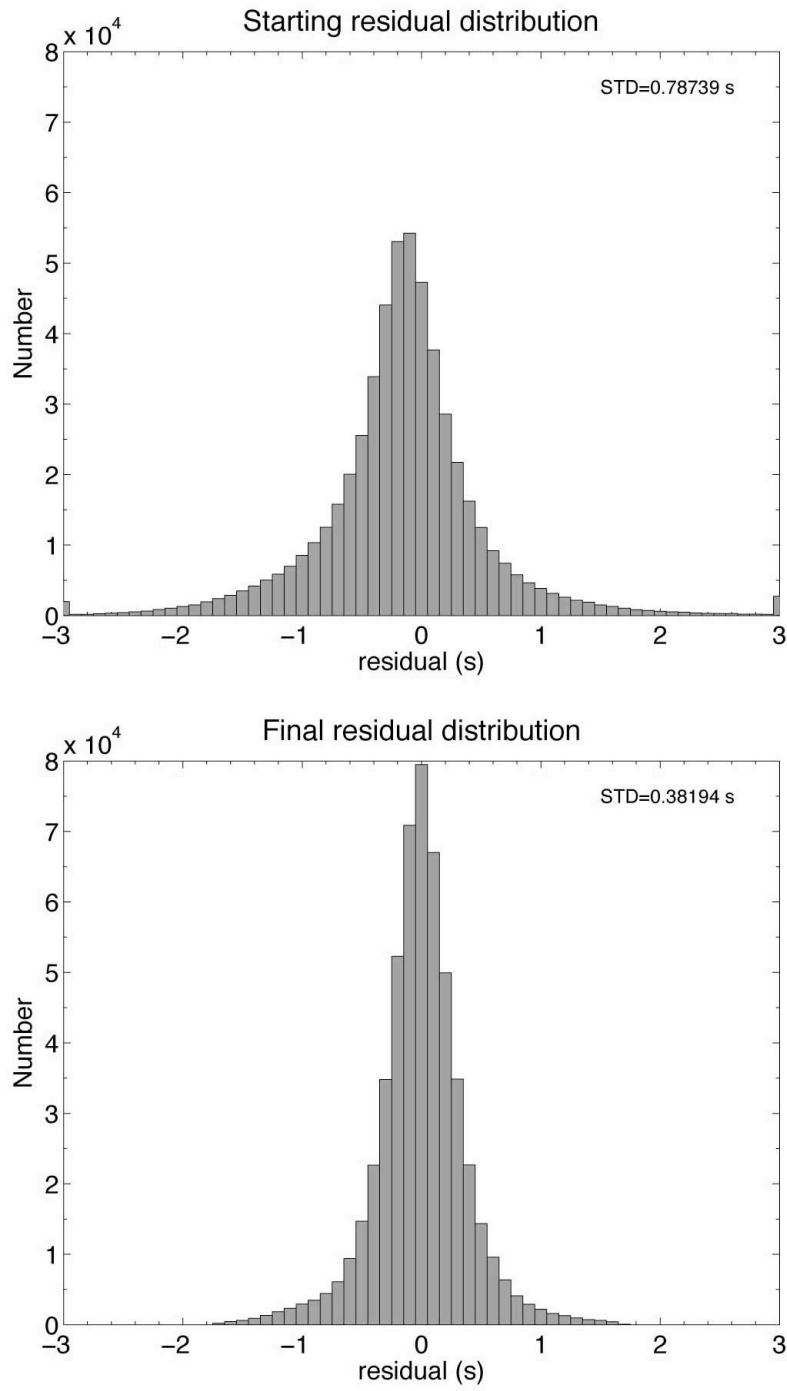 Starting residual distribution
x 10^4
STD=0.78739 s
8
7
6
5
4
3
2
1
0
Number
−3 −2 −1 0 1 2 3
residual (s)
Final residual distribution
x 10^4
STD=0.38194 s
8
7
6
5
4
3
2
1
0
Number
−3 −2 −1 0 1 2 3
residual (s)